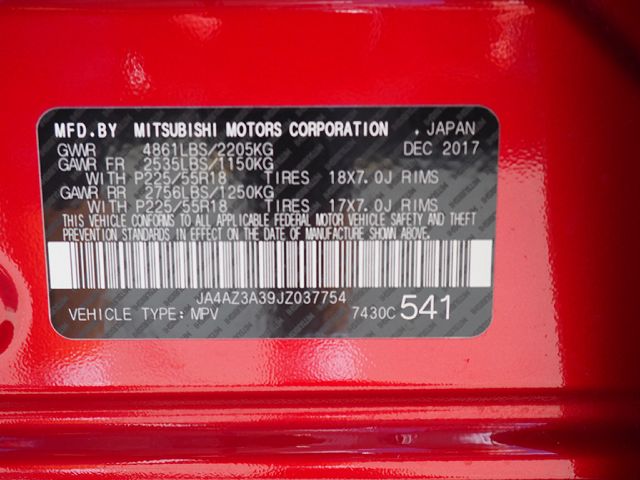 MFD.BY MITSUBISHI MOTORS CORPORATION . JAPAN
GVWR 4861LBS/2205KG DEC 2017
GAWR FR 2535LBS/1150KG
WITH P225/55R18 TIRES 18X7.0J RIMS
GAWR RR 2756LBS/1250KG
WITH P225/55R18 TIRES 17X7.0J RIMS
THIS VEHICLE CONFORMS TO ALL APPLICABLE FEDERAL MOTOR VEHICLE SAFETY AND THEFT
PREVENTION STANDARDS IN EFFECT ON THE DATE OF MANUFACTURE SHOWN ABOVE.
JA4AZ3A39JZ037754
VEHICLE TYPE: MPV 7430C 541